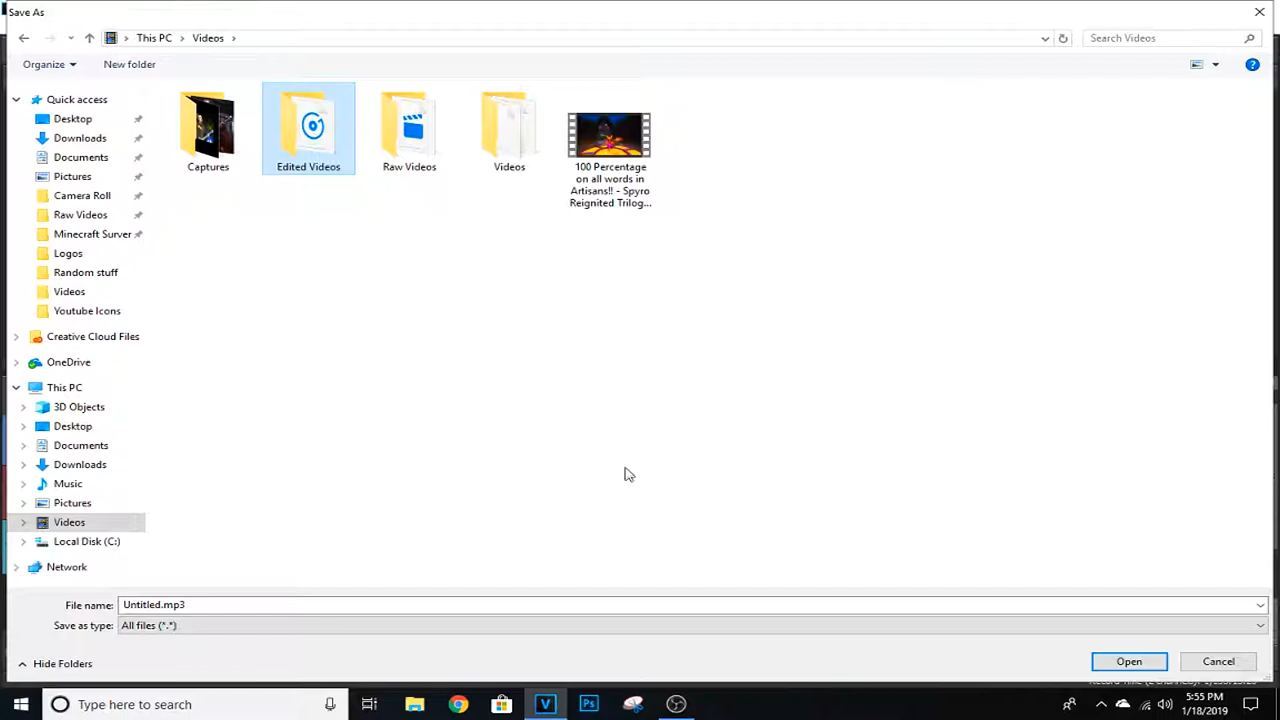 Save As
This PC
Videos
Search Videos
Organize
New folder
Quick access
Desktop
Downloads
Documents
Pictures
Camera Roll
Raw Videos
Minecraft Surver
Logos
Random stuff
Videos
Youtube Icons
Creative Cloud Files
OneDrive
This PC
3D Objects
Desktop
Documents
Downloads
Music
Pictures
Videos
Local Disk (C:)
Network
Captures
Edited Videos
Raw Videos
Videos
100 Percentage
on all words in
Artisans!! - Spyro
Reignited Trilog...
File name: Untitled.mp3
Save as type: All files (*.*)
Hide Folders
Open
Cancel
Type here to search
V
Ps
5:55 PM
1/18/2019